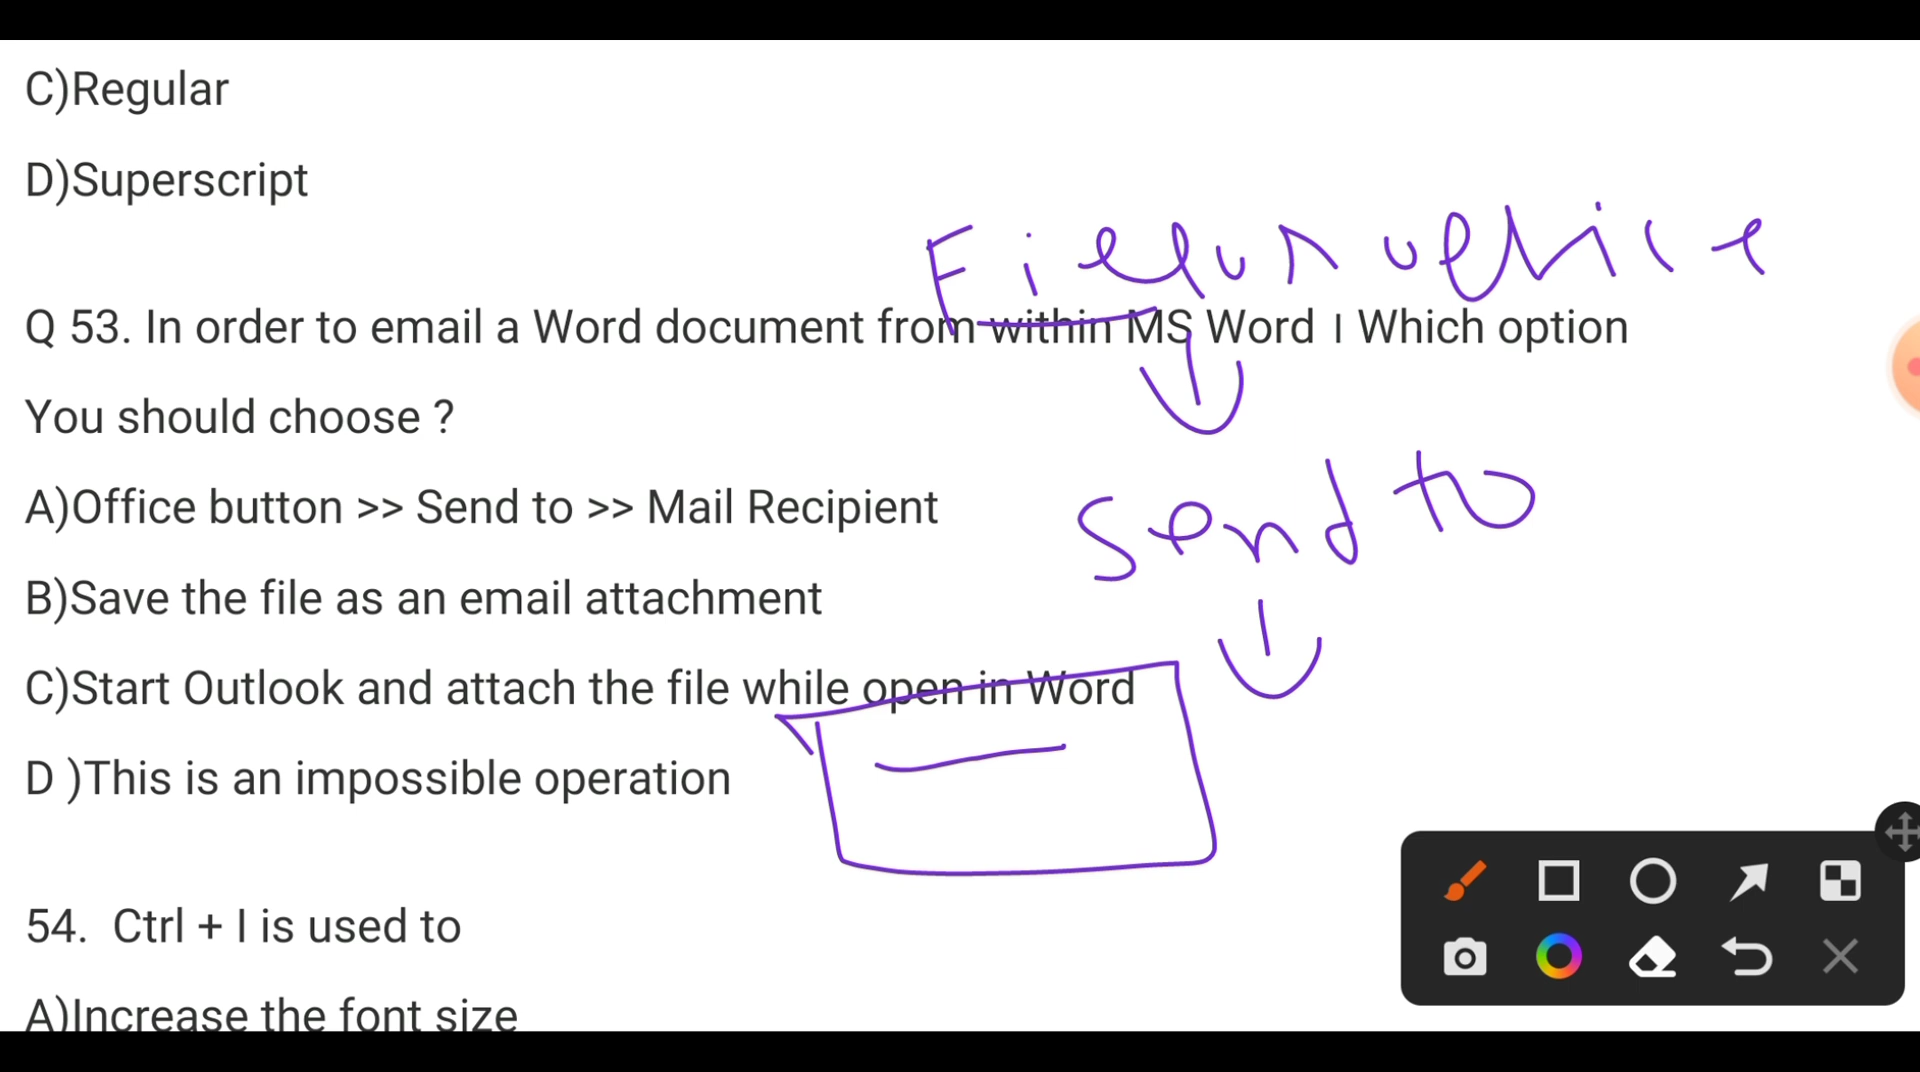 C)Regular
D)Superscript
Q 53. In order to email a Word document from within MS Word । Which option
You should choose ?
A)Office button >> Send to >> Mail Recipient
Send to
B)Save the file as an email attachment
C)Start Outlook and attach the file while open in Word
D )This is an impossible operation
54. Ctrl + I is used to
A)Increase the font size